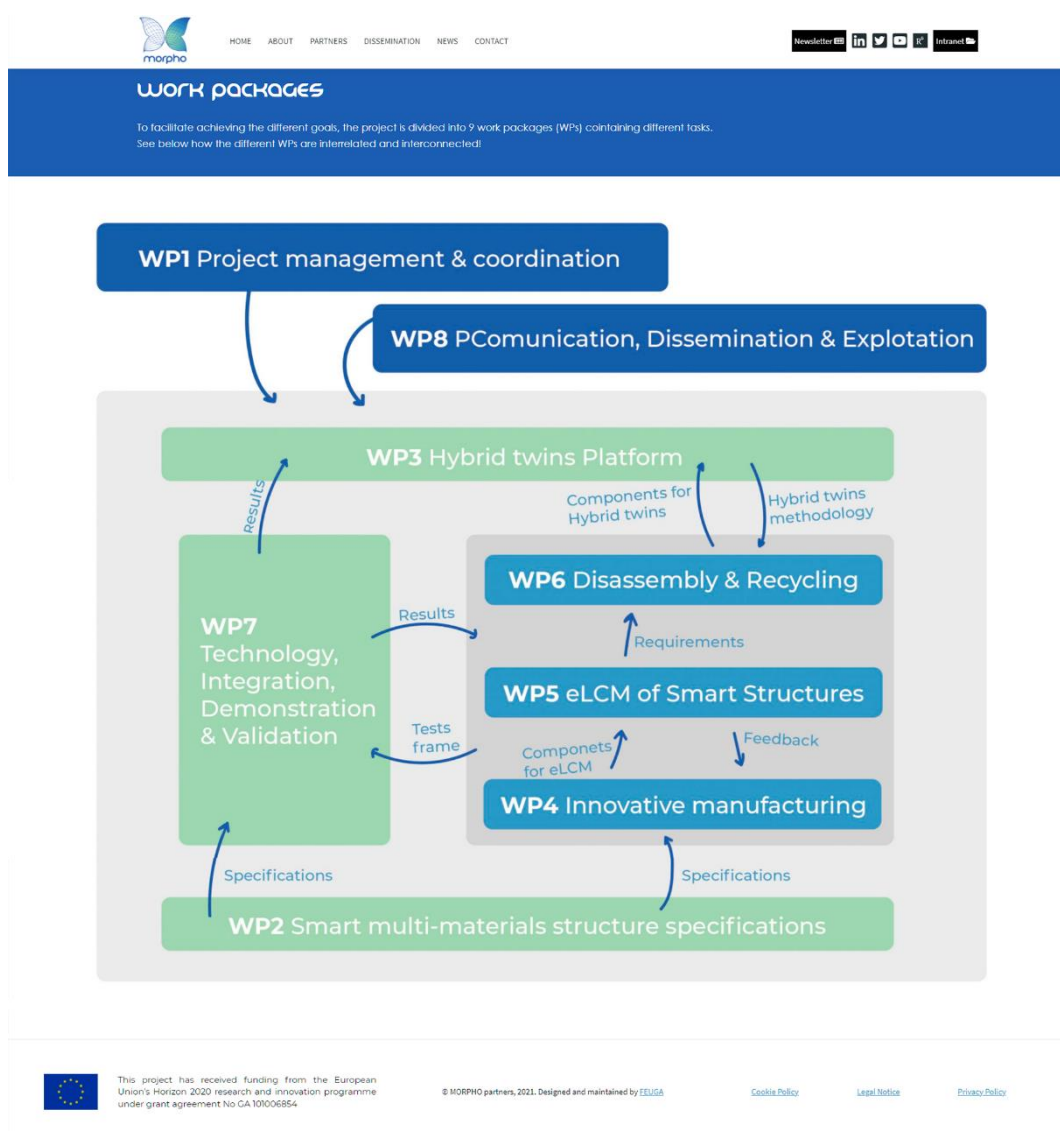 morpho
HOME ABOUT PARTNERS DISSEMINATION NEWS CONTACT
Newsletter
in
Intranet
WORK PACKAGES
To facilitate achieving the different goals, the project is divided into 9 work packages (WPs) cointaining different tasks.
See below how the different WPs are interrelated and interconnected!
WP1 Project management & coordination
WP8 PComunication, Dissemination & Explotation
WP3 Hybrid twins Platform
Results
Components for
Hybrid twins
Hybrid twins
methodology
WP7
Technology,
Integration,
Demonstration
& Validation
Results
Tests
frame
WP6 Disassembly & Recycling
Requirements
WP5 eLCM of Smart Structures
Componets
for eLCM
Feedback
WP4 Innovative manufacturing
Specifications
Specifications
WP2 Smart multi-materials structure specifications
This project has received funding from the European
Union's Horizon 2020 research and innovation programme
under grant agreement No GA 101006854
© MORPHO partners, 2021. Designed and maintained by FEUGA
Cookie Policy
Legal Notice
Privacy Policy